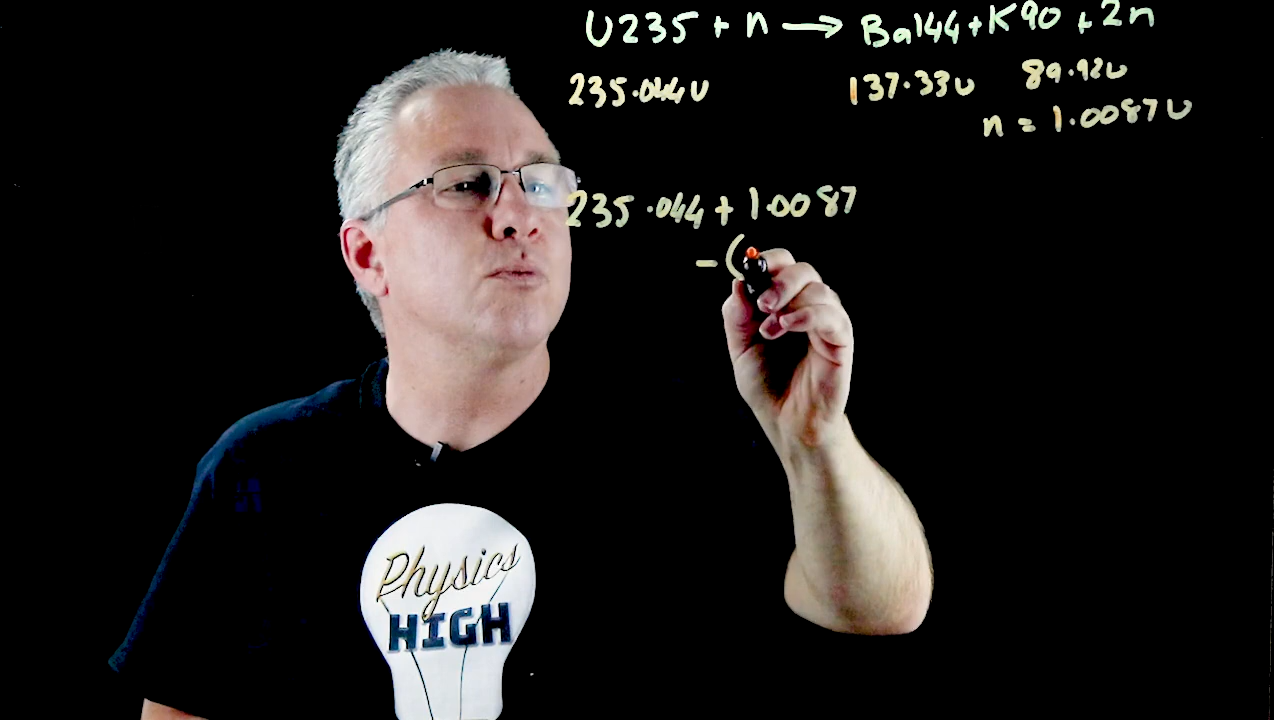 U235 + n → Ba144 + K90 + 2n
235.044u 137.33u 89.92u
n = 1.0087u
235.044 + 1.0087
- (
Physics
HIGH